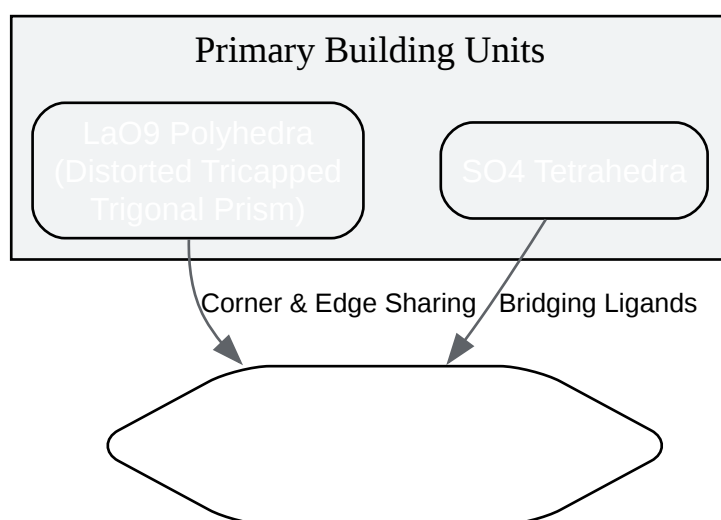 Primary Building Units
LaO9 Polyhedra
(Distorted Tricapped
Trigonal Prism)
SO4 Tetrahedra
Corner & Edge Sharing
Bridging Ligands